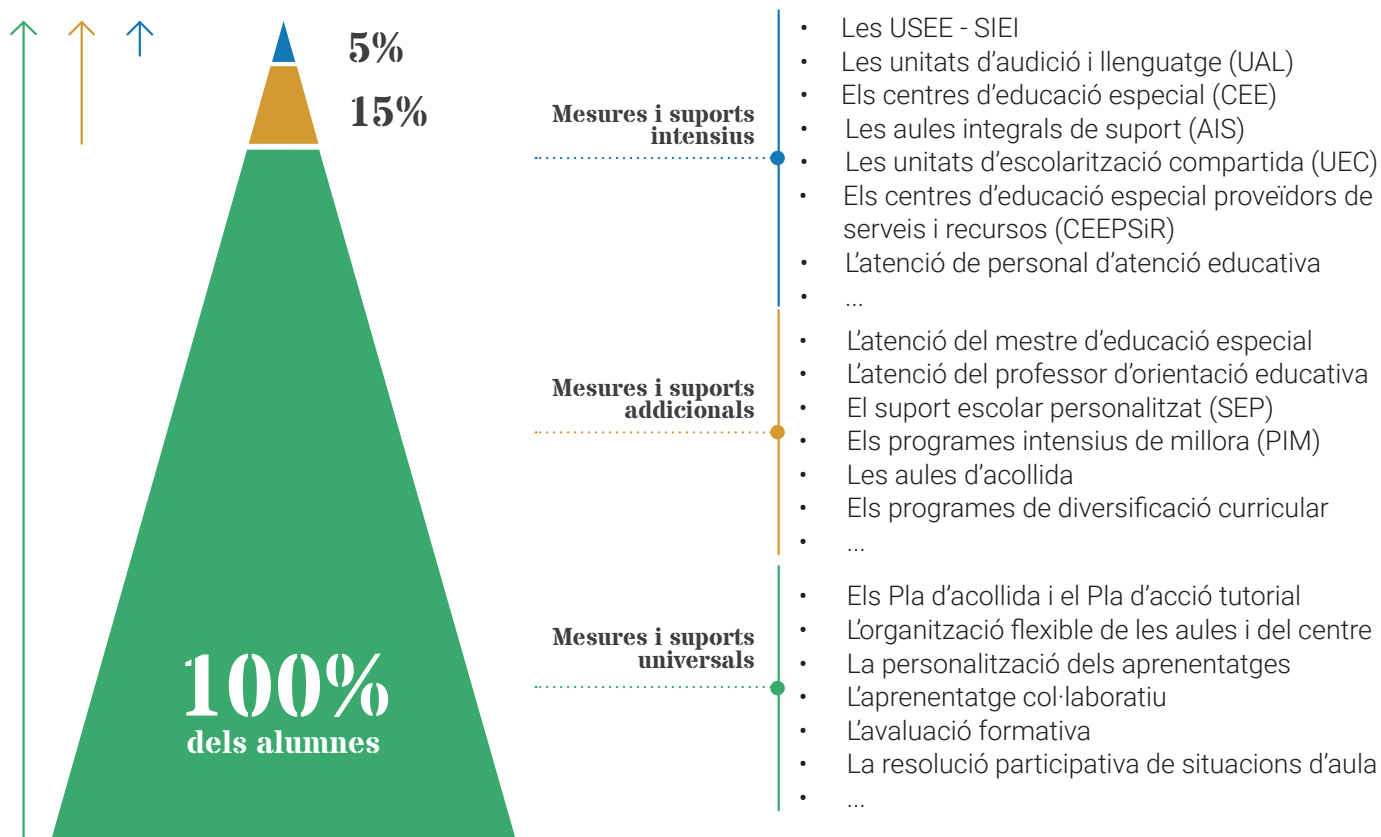 5%
15%
100%
dels alumnes
Mesures i suports
intensius
• Les USEE - SIEI
• Les unitats d'audició i llenguatge (UAL)
• Els centres d'educació especial (CEE)
• Les aules integrals de suport (AIS)
• Les unitats d'escolarització compartida (UEC)
• Els centres d'educació especial proveïdors de
serveis i recursos (CEEPSiR)
• L'atenció de personal d'atenció educativa
• ...
Mesures i suports
addicionals
• L'atenció del mestre d'educació especial
• L'atenció del professor d'orientació educativa
• El suport escolar personalitzat (SEP)
• Els programes intensius de millora (PIM)
• Les aules d'acollida
• Els programes de diversificació curricular
• ...
Mesures i suports
universals
• Els Pla d'acollida i el Pla d'acció tutorial
• L'organització flexible de les aules i del centre
• La personalització dels aprenentatges
• L'aprenentatge col·laboratiu
• L'avaluació formativa
• La resolució participativa de situacions d'aula
• ...